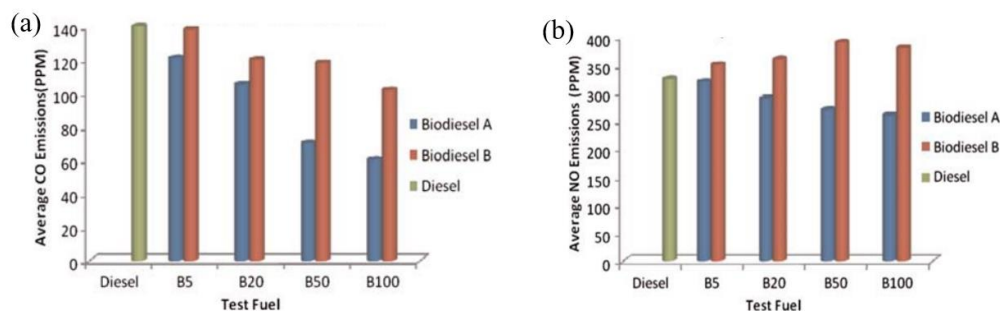 (a)
Average CO Emissions(PPM)
140
120
100
80
60
40
20
0
Diesel B5 B20 B50 B100
Test Fuel
Biodiesel A
Biodiesel B
Diesel
(b)
Average NO Emissions (PPM)
400
350
300
250
200
150
100
50
0
Diesel B5 B20 B50 B100
Test Fuel
Biodiesel A
Biodiesel B
Diesel